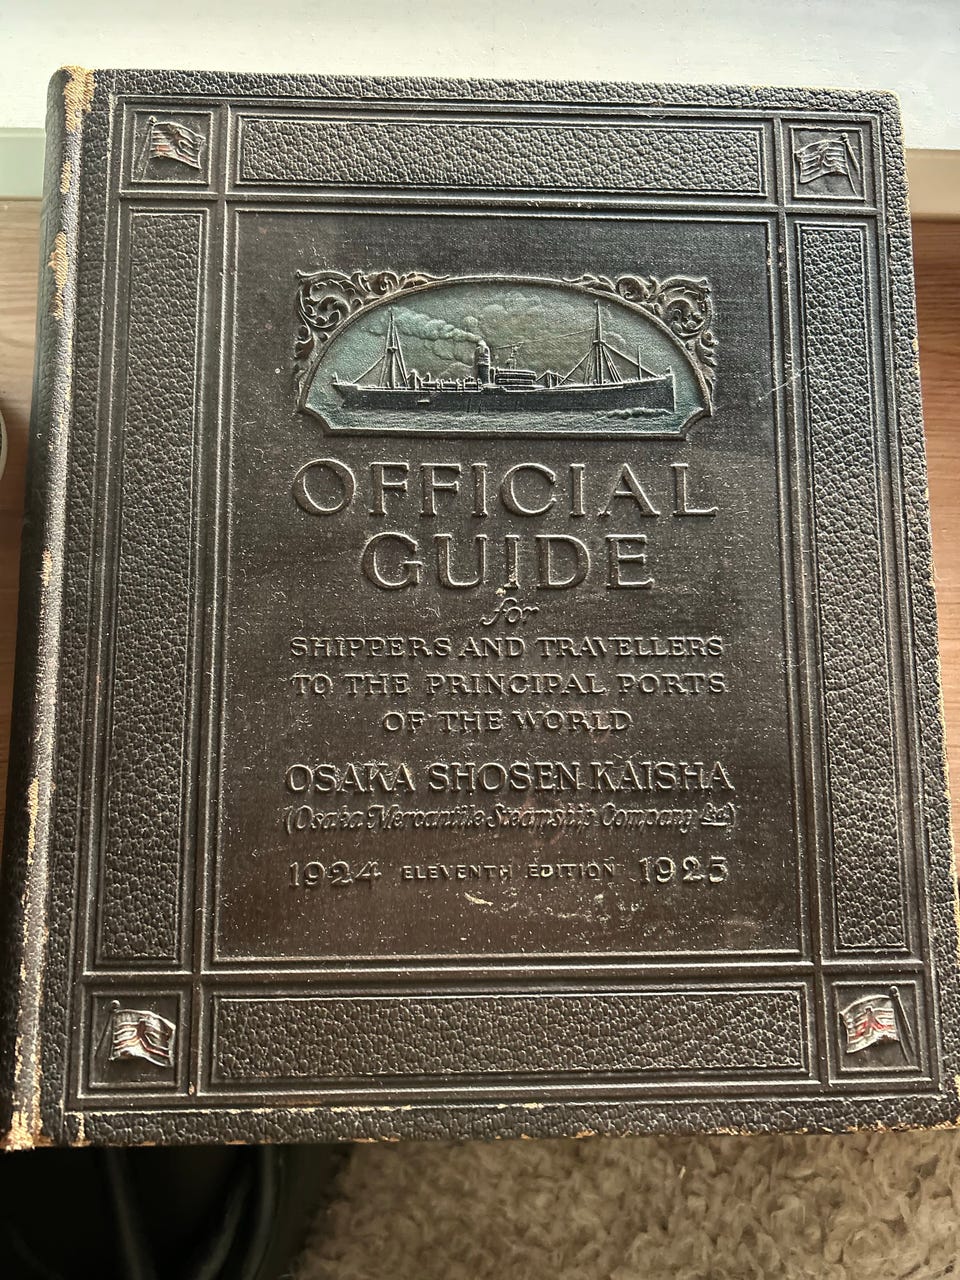 OFFICIAL
GUIDE
for
SHIPPERS AND TRAVELLERS
TO THE PRINCIPAL PORTS
OF THE WORLD
OSAKA SHOSEN KAISHA
(Osaka Mercantile Steamship Company Ltd)
1924 ELEVENTH EDITION 1925